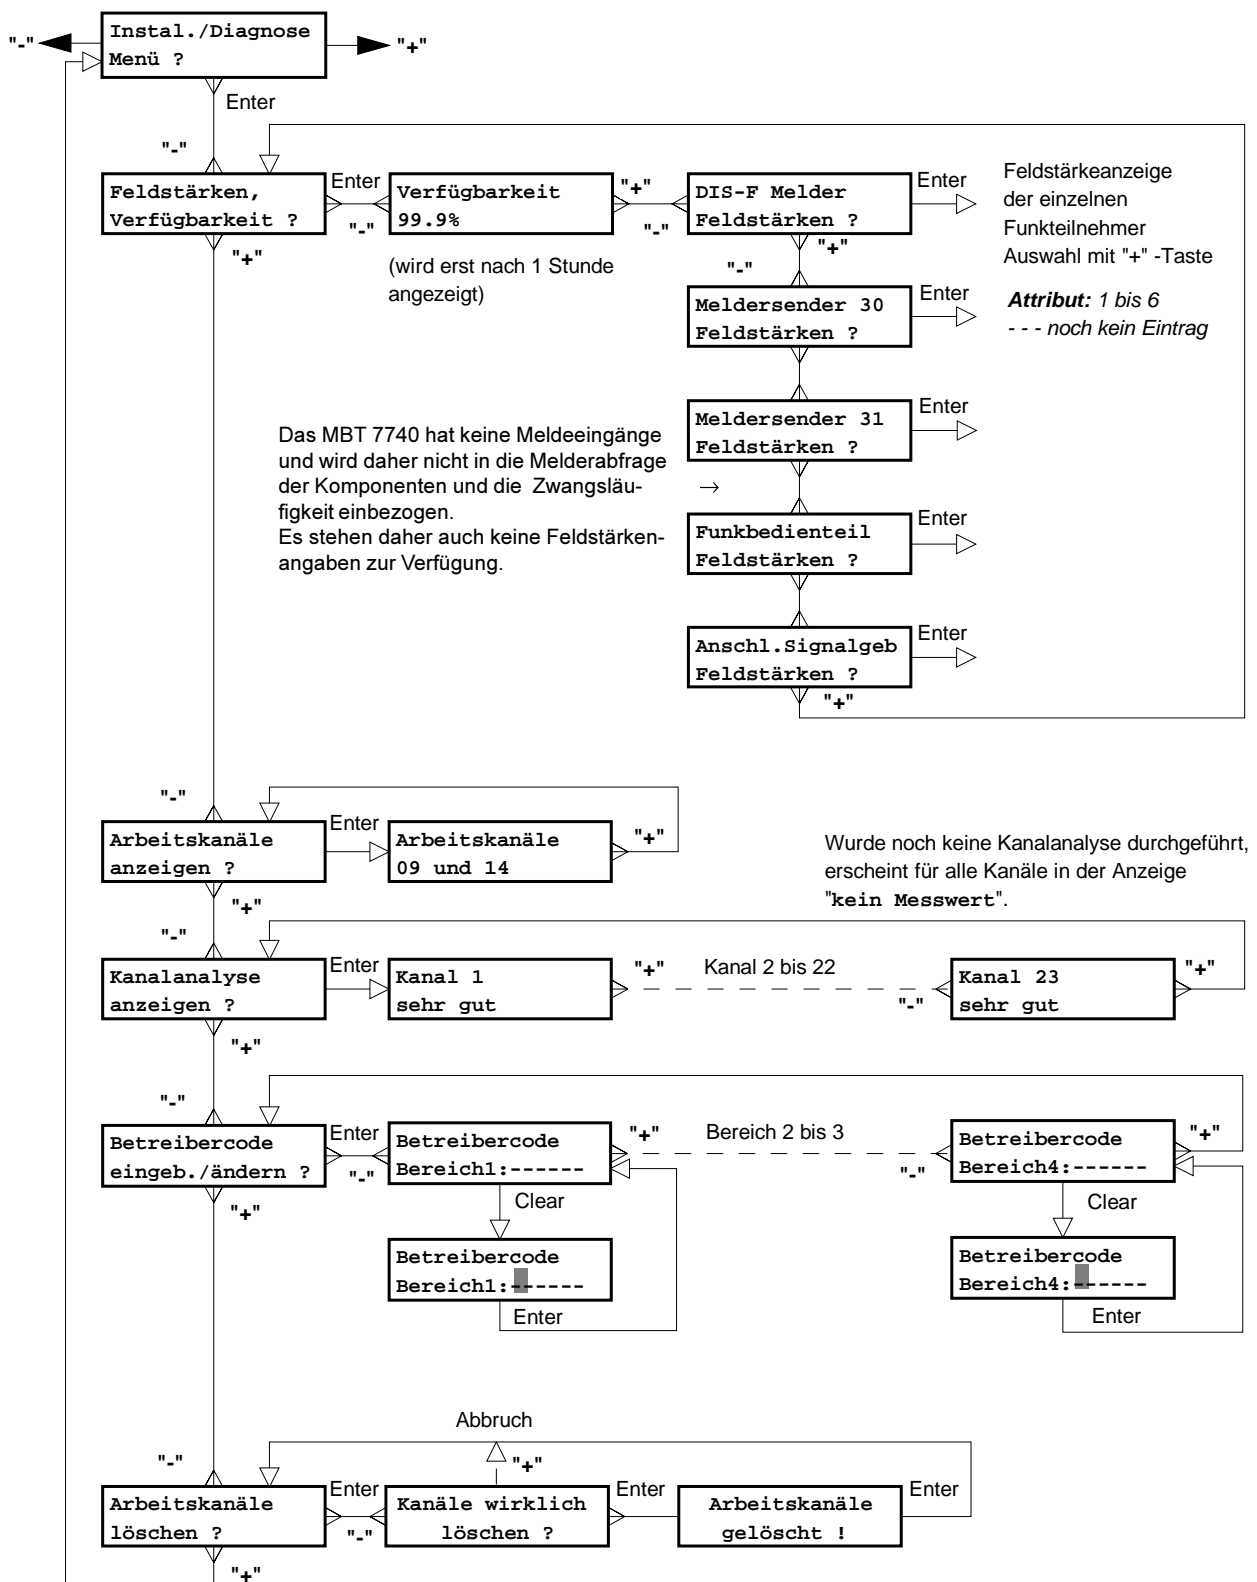 Instal./Diagnose
Menü ?
"-"
"+"
Enter
"-"
Feldstärken,
Verfügbarkeit ?
Enter
"-"
Verfügbarkeit
99.9%
"+"
"-"
DIS-F Melder
Feldstärken ?
Enter
Feldstärkeanzeige
der einzelnen
Funkteilnehmer
Auswahl mit "+" -Taste
"+"
(wird erst nach 1 Stunde
angezeigt)
"+"
"-"
Meldersender 30
Feldstärken ?
Enter
Attribut: 1 bis 6
- - - noch kein Eintrag
Meldersender 31
Feldstärken ?
Enter
Das MBT 7740 hat keine Meldeeingänge
und wird daher nicht in die Melderabfrage
der Komponenten und die Zwangsläu-
figkeit einbezogen.
Es stehen daher auch keine Feldstärken-
angaben zur Verfügung.
→
Funkbedienteil
Feldstärken ?
Enter
Anschl.Signalgeb
Feldstärken ?
Enter
"+"
"-"
Arbeitskanäle
anzeigen ?
Enter
Arbeitskanäle
09 und 14
"+"
"+"
Wurde noch keine Kanalanalyse durchgeführt,
erscheint für alle Kanäle in der Anzeige
"kein Messwert".
"-"
Kanalanalyse
anzeigen ?
Enter
Kanal 1
sehr gut
"+"
Kanal 2 bis 22
"-"
Kanal 23
sehr gut
"+"
"+"
"-"
Betreibercode
eingeb./ändern ?
Enter
"-"
Betreibercode
Bereich1:------
"+"
Bereich 2 bis 3
"-"
Betreibercode
Bereich4:------
"+"
"+"
Clear
Clear
Betreibercode
Bereich1:------
Betreibercode
Bereich4:------
Enter
Enter
Abbruch
"-"
"+"
Arbeitskanäle
löschen ?
Enter
"-"
Kanäle wirklich
löschen ?
Enter
Arbeitskanäle
gelöscht !
Enter
"+"